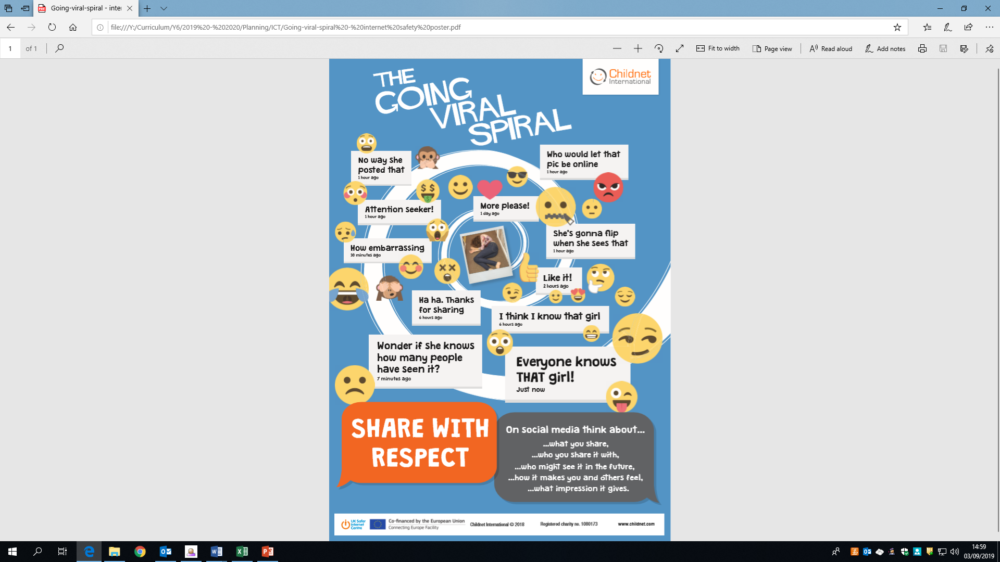 Going-viral-spiral - inter
file:///Y:/Curriculum/Y6/2019%20-%202020/Planning/ICT/Going-viral-spiral%20-%20internet%20safety%20poster.pdf
1 of 1
Fit to width
Page view
Read aloud
Add notes
THE
GOING
VIRAL
SPIRAL
Childnet
International
No way she
posted that
1 hour ago
Who would let that
pic be online
1 hour ago
Attention seeker!
1 hour ago
More please!
1 day ago
She's gonna flip
when she sees that
1 hour ago
How embarrassing
30 minutes ago
Like it!
2 hours ago
Ha ha. Thanks
for sharing
6 hours ago
I think I know that girl
6 hours ago
Wonder if she knows
how many people
have seen it?
7 minutes ago
Everyone knows
THAT girl!
Just now
SHARE WITH
RESPECT
On social media think about...
...what you share,
...who you share it with,
...who might see it in the future,
...how it makes you and others feel,
...what impression it gives.
UK Safer
Internet
Centre
Co-financed by the European Union
Connecting Europe Facility
Childnet International © 2018
Registered charity no. 1080173
www.childnet.com
14:59
03/09/2019